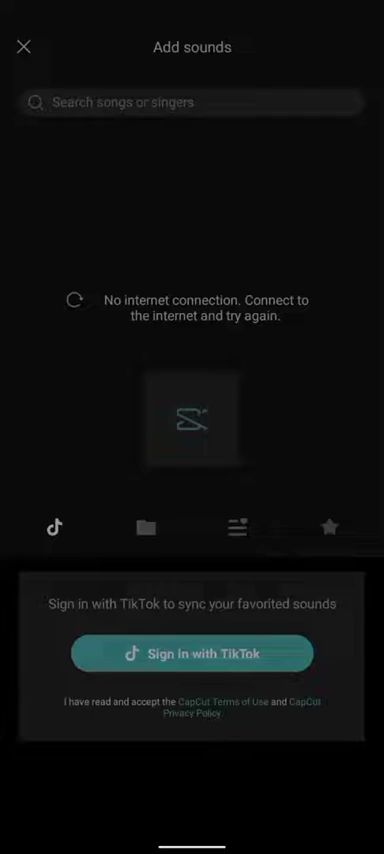 Add sounds
Search songs or singers
No internet connection. Connect to
the internet and try again.
Sign in with TikTok to sync your favorited sounds
Sign in with TikTok
I have read and accept the CapCut Terms of Use and CapCut
Privacy Policy.